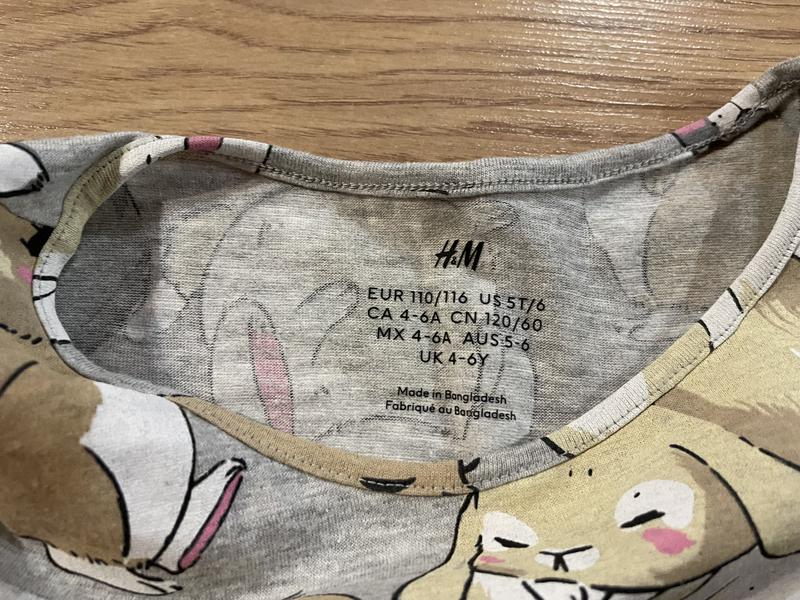 H&M
EUR 110/116 US 5T/6
CA 4-6A CN 120/60
MX 4-6A AUS 5-6
UK 4-6Y
Made in Bangladesh
Fabriqué au Bangladesh